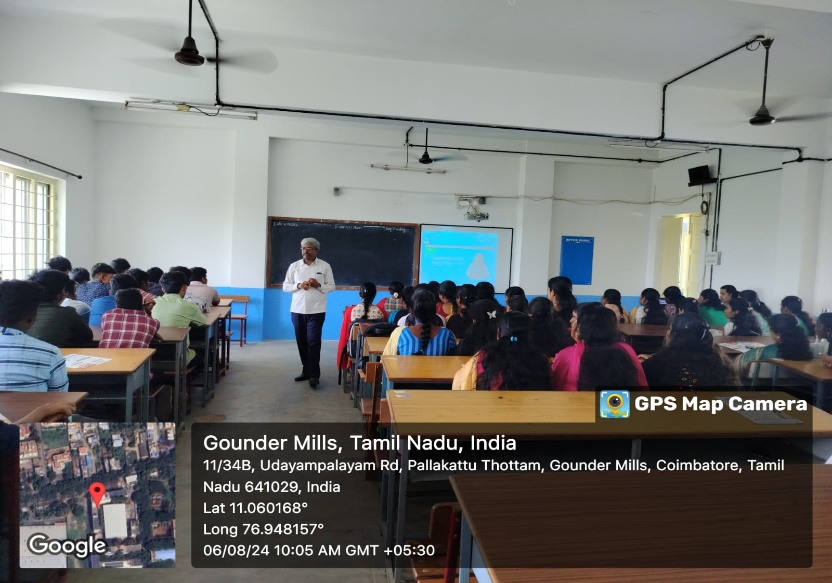 GPS Map Camera
Gounder Mills, Tamil Nadu, India
11/34B, Udayampalayam Rd, Pallakattu Thottam, Gounder Mills, Coimbatore, Tamil
Nadu 641029, India
Lat 11.060168°
Long 76.948157°
06/08/24 10:05 AM GMT +05:30
Google